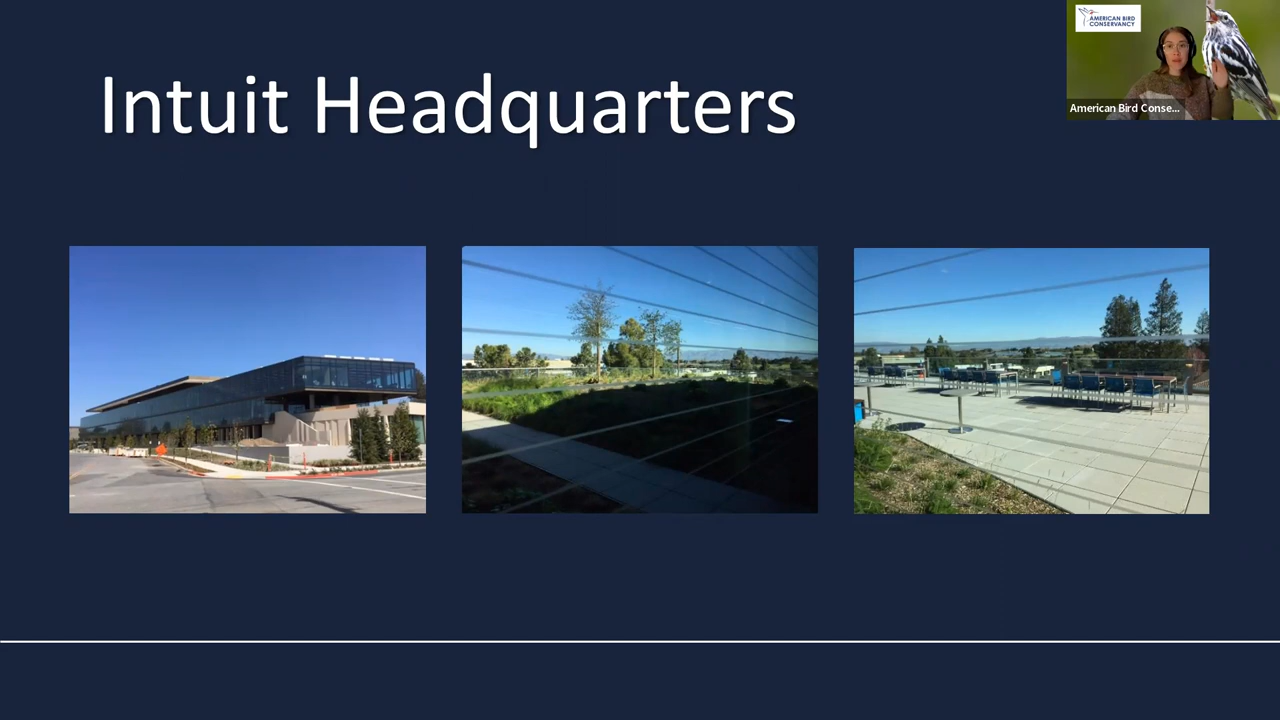 Intuit Headquarters
AMERICAN BIRD
CONSERVANCY
American Bird Conse...